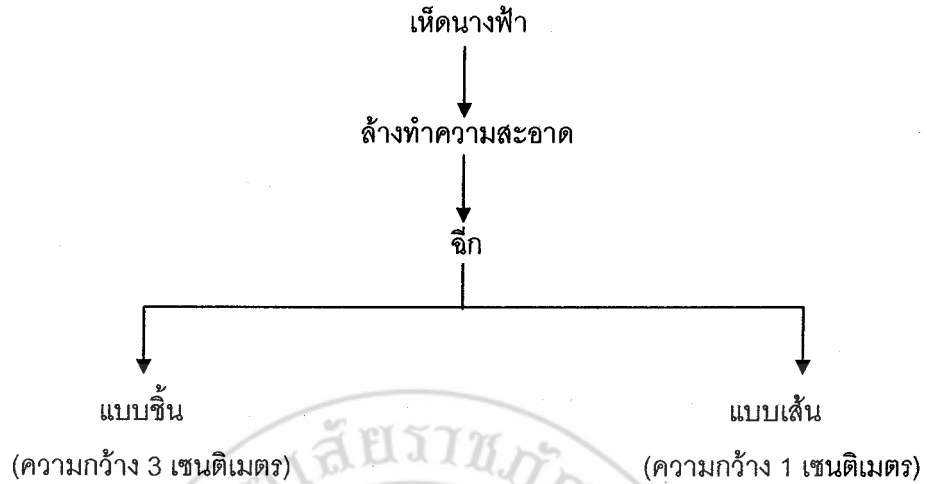 เห็ดนางฟ้า
ล้างทำความสะอาด
ฉีก
แบบชิ้น
แบบเส้น
(ความกว้าง 3 เซนติเมตร)
(ความกว้าง 1 เซนติเมตร)